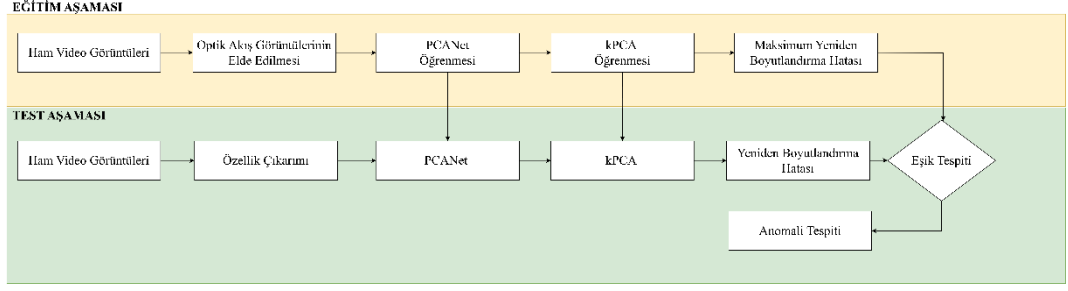 EĞİTİM AŞAMASI
Ham Video Görüntüleri
Optik Akış Görüntülerinin
Elde Edilmesi
PCANet
Öğrenmesi
kPCA
Öğrenmesi
Maksimum Yeniden
Boyutlandırma Hatası
TEST AŞAMASI
Ham Video Görüntüleri
Özellik Çıkarımı
PCANet
kPCA
Yeniden Boyutlandırma
Hatası
Eşik Tespiti
Anomali Tespiti